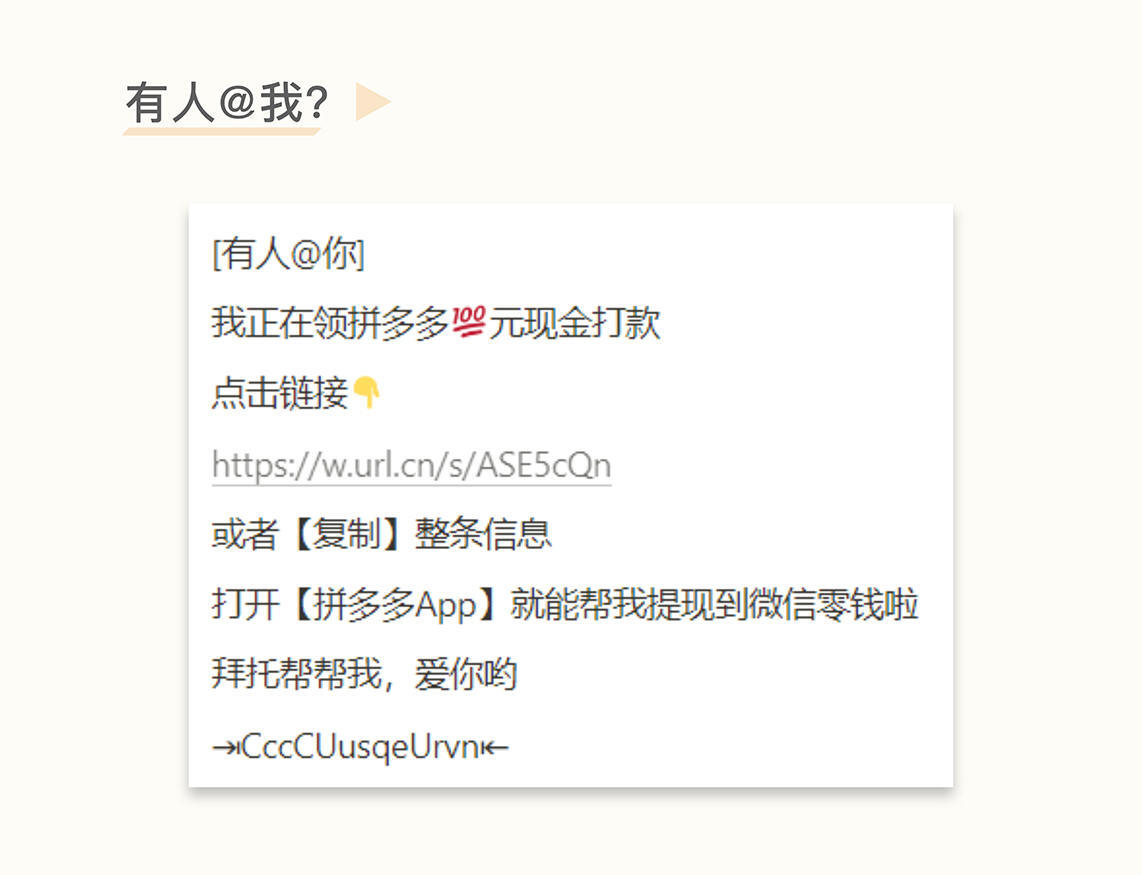 有人@我?
[有人@你]
我正在领拼多多💯元现金打款
点击链接👇
https://w.url.cn/s/ASE5cQn
或者【复制】整条信息
打开【拼多多App】就能帮我提现到微信零钱啦
拜托帮帮我，爱你哟
⇥CccCUusqeUrvn⇤